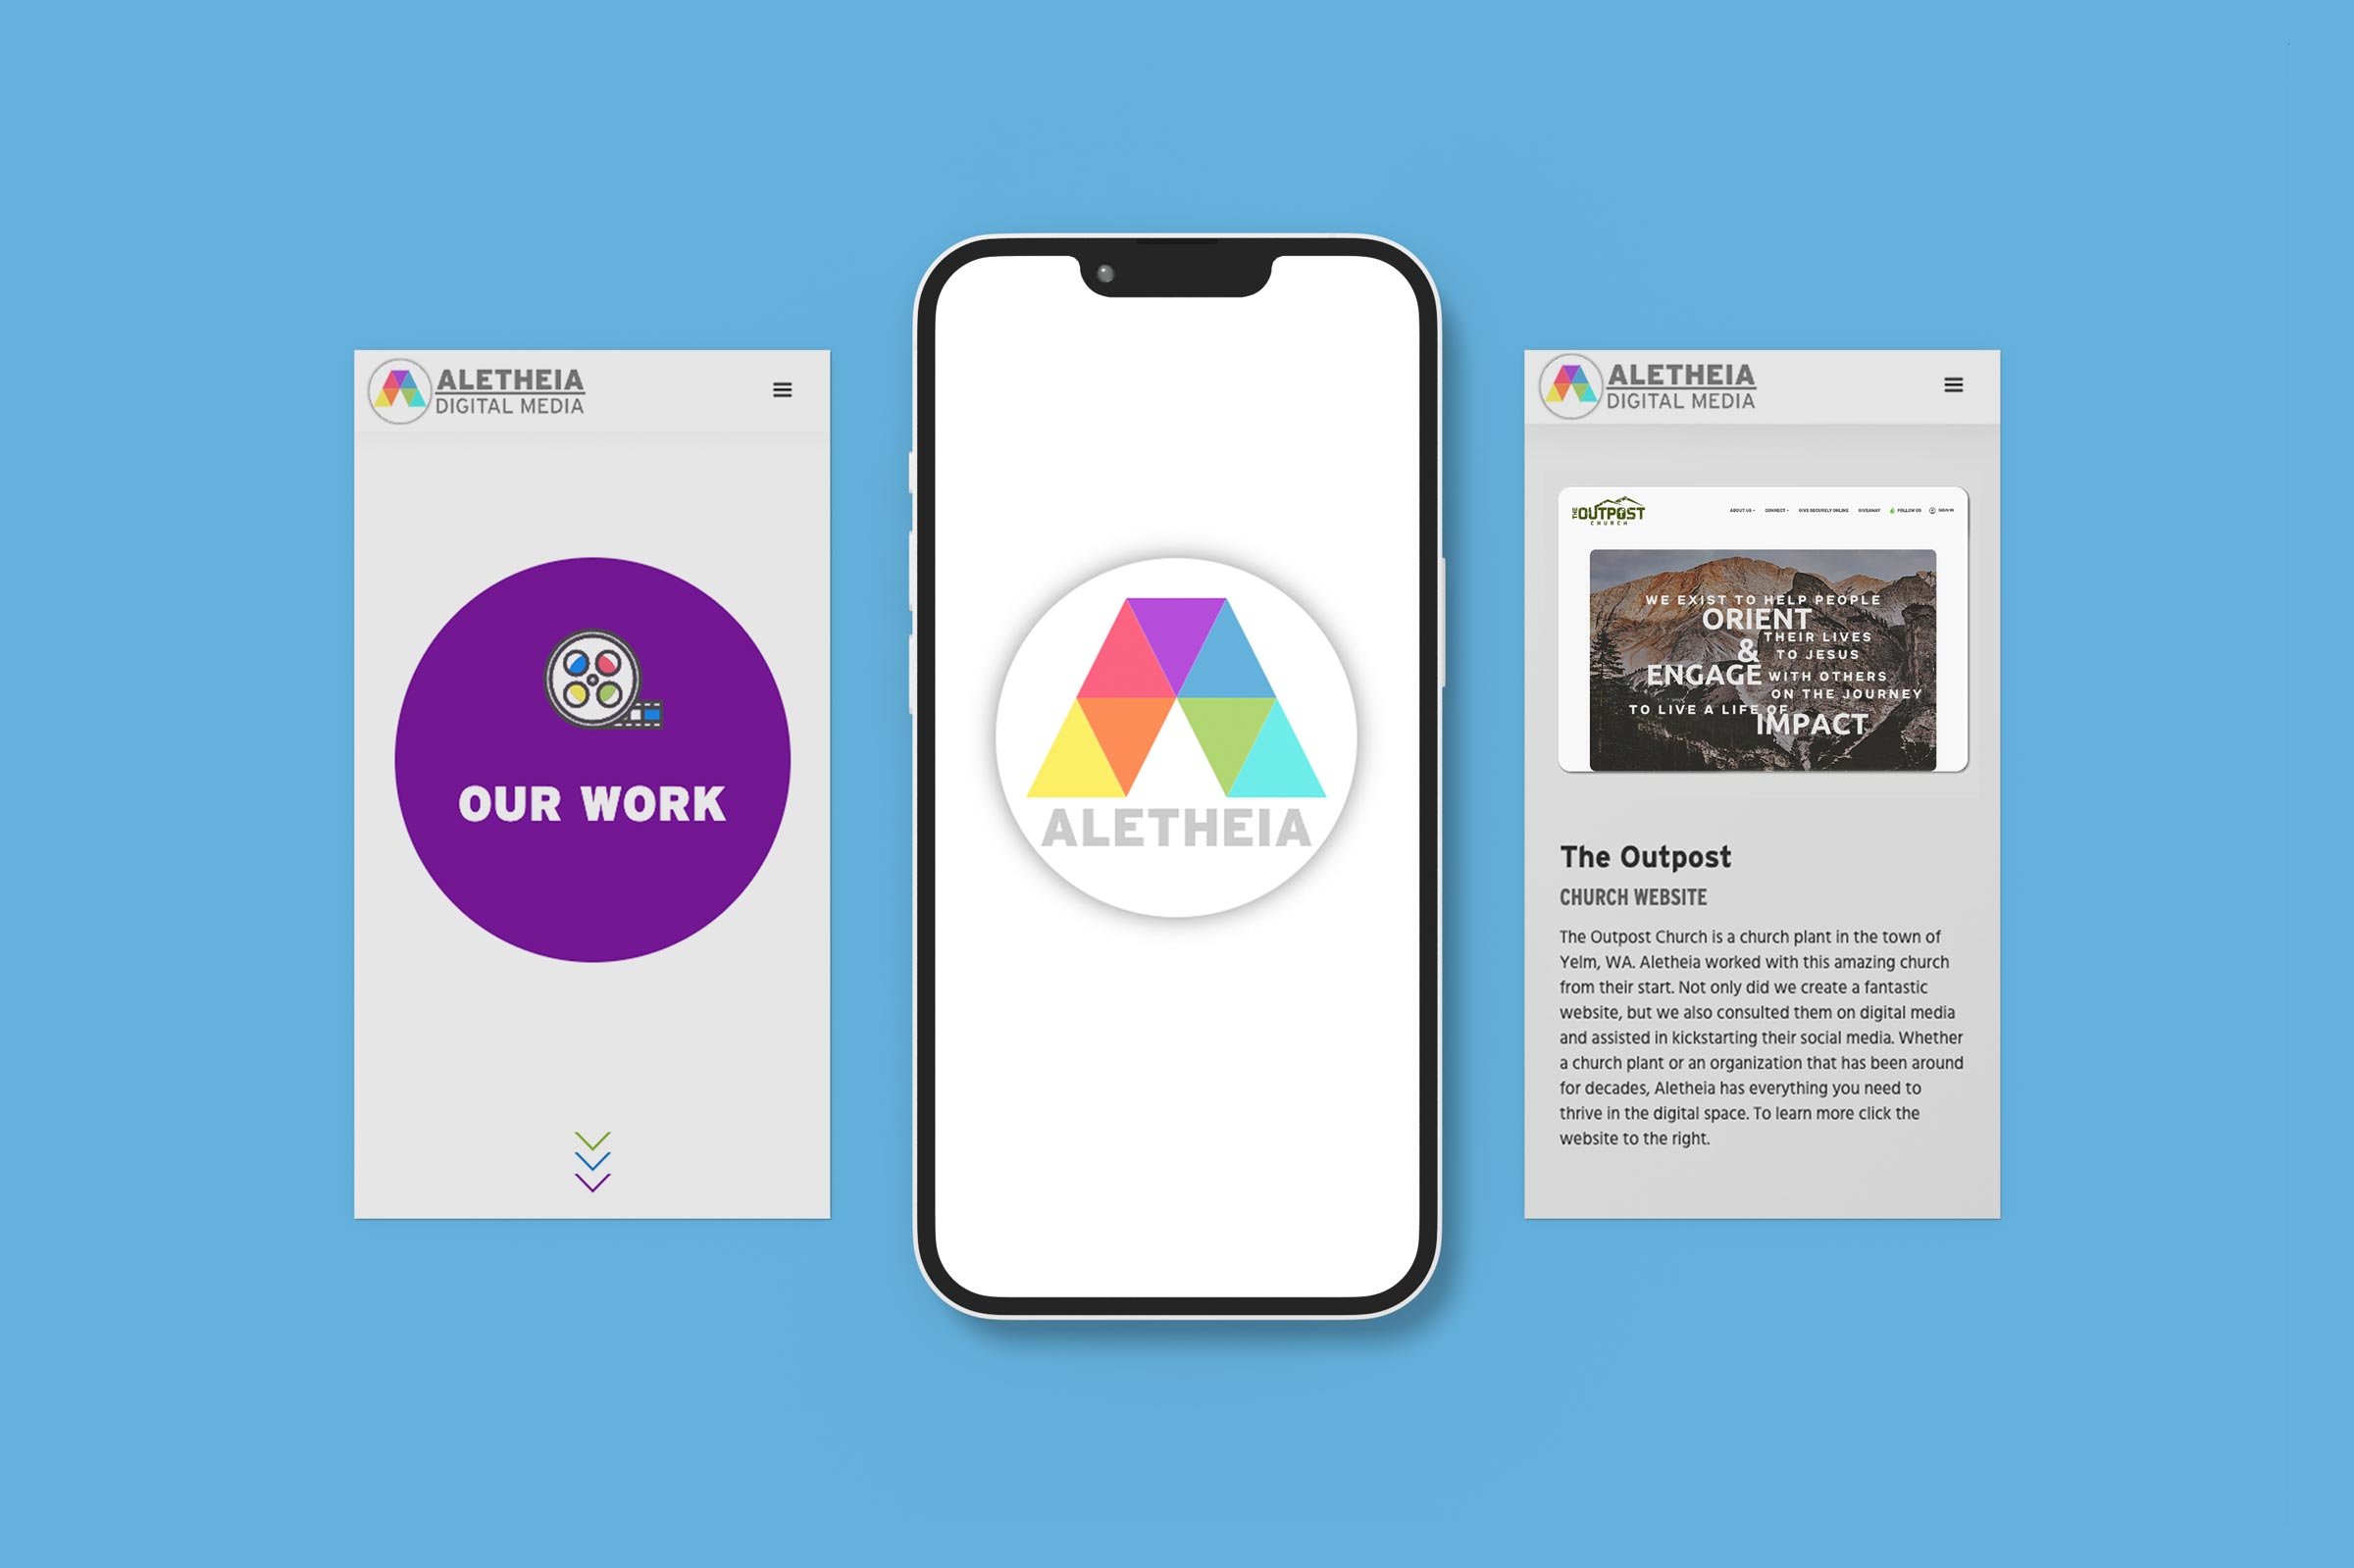 ALETHEIA
DIGITAL MEDIA
OUR WORK
ALETHEIA
ALETHEIA
DIGITAL MEDIA
THE
OUTPOST
CHURCH
ABOUT US CONNECT GIVE SECURELY ONLINE GIVEAWAY FOLLOW US SIGN IN
WE EXIST TO HELP PEOPLE
ORIENT
THEIR LIVES
&
TO JESUS
ENGAGE WITH OTHERS
ON THE JOURNEY
TO LIVE A LIFE OF
IMPACT
The Outpost
CHURCH WEBSITE
The Outpost Church is a church plant in the town of
Yelm, WA. Aletheia worked with this amazing church
from their start. Not only did we create a fantastic
website, but we also consulted them on digital media
and assisted in kickstarting their social media. Whether
a church plant or an organization that has been around
for decades, Aletheia has everything you need to
thrive in the digital space. To learn more click the
website to the right.